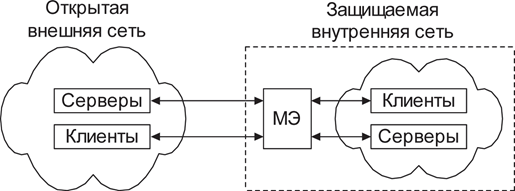 Открытая
внешняя сеть
Защищаемая
внутренняя сеть
Серверы
Клиенты
МЭ
Клиенты
Серверы